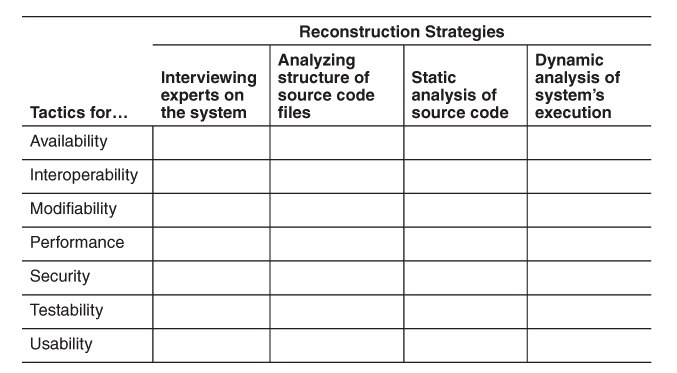 Reconstruction Strategies
Tactics for...
Interviewing
experts on
the system
Analyzing
structure of
source code
files
Static
analysis of
source code
Dynamic
analysis of
system's
execution
Availability
Interoperability
Modifiability
Performance
Security
Testability
Usability